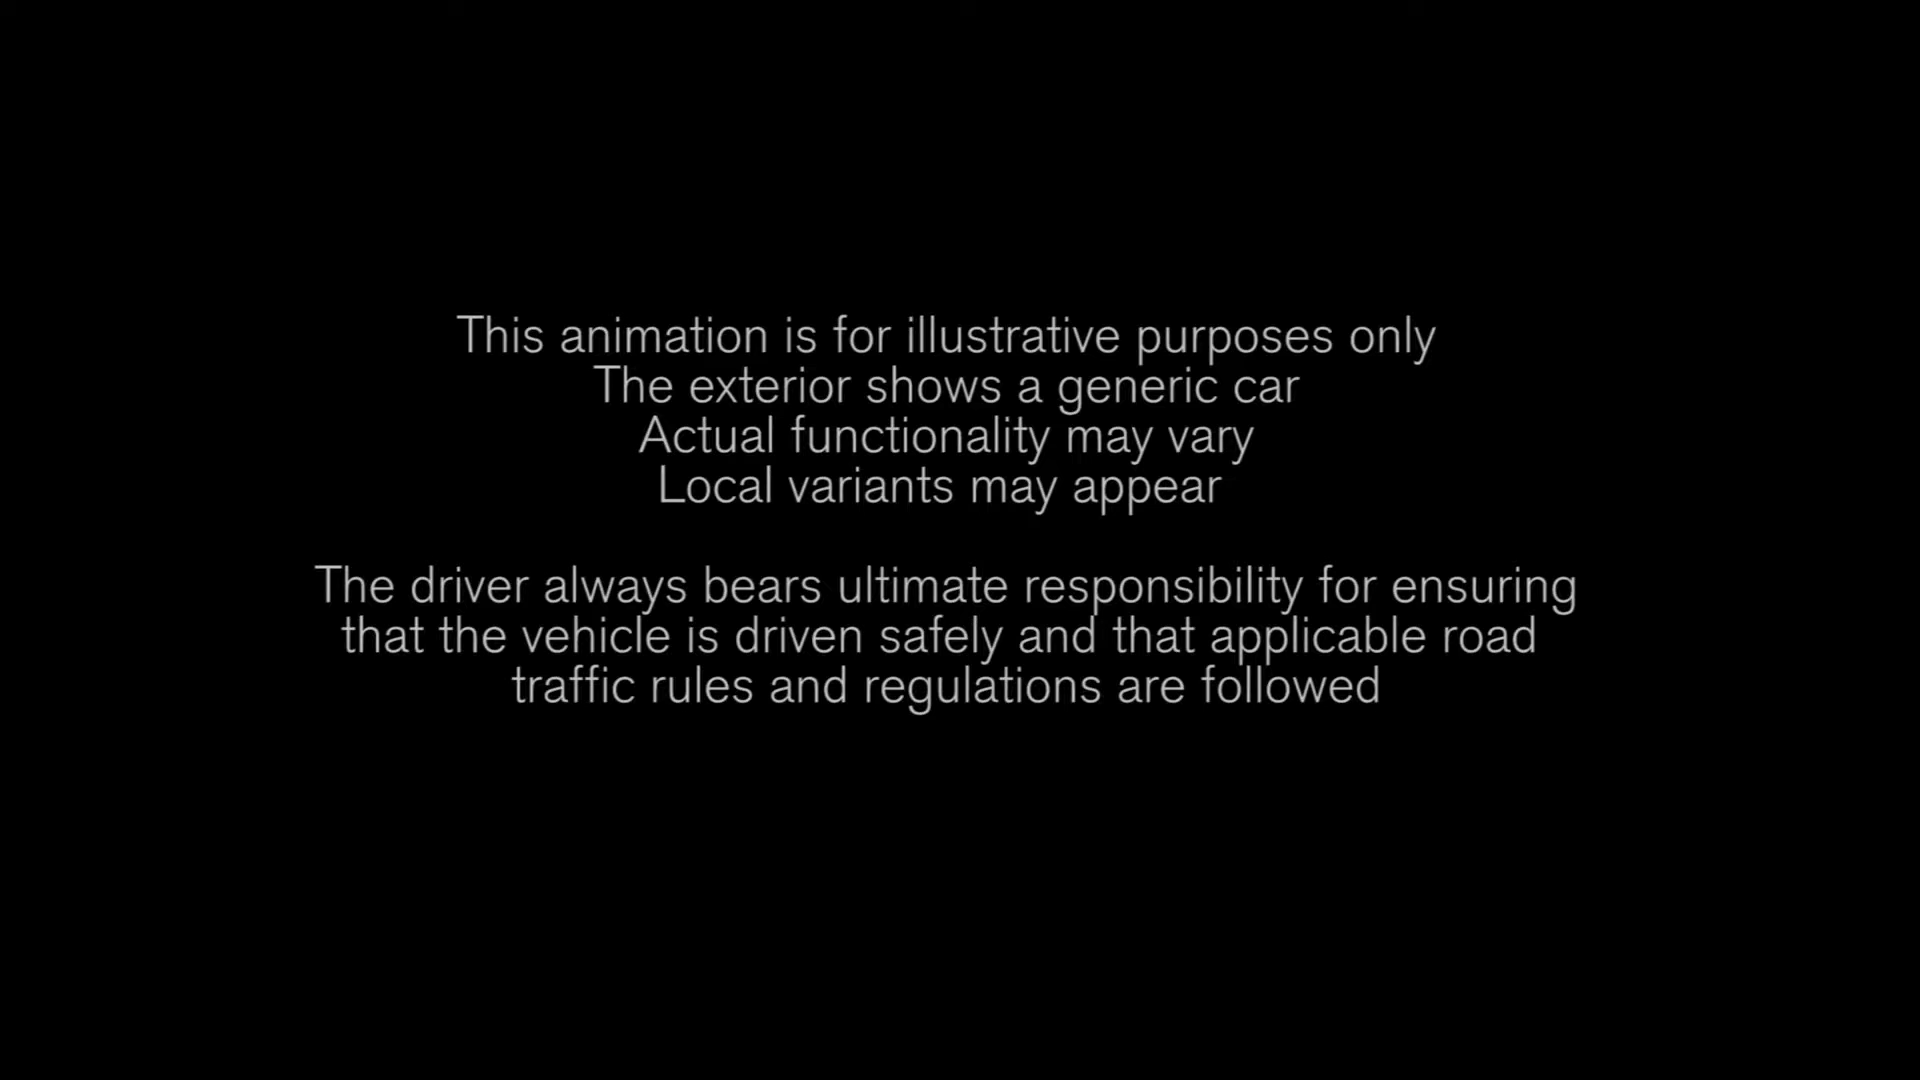 This animation is for illustrative purposes only
The exterior shows a generic car
Actual functionality may vary
Local variants may appear
The driver always bears ultimate responsibility for ensuring
that the vehicle is driven safely and that applicable road
traffic rules and regulations are followed